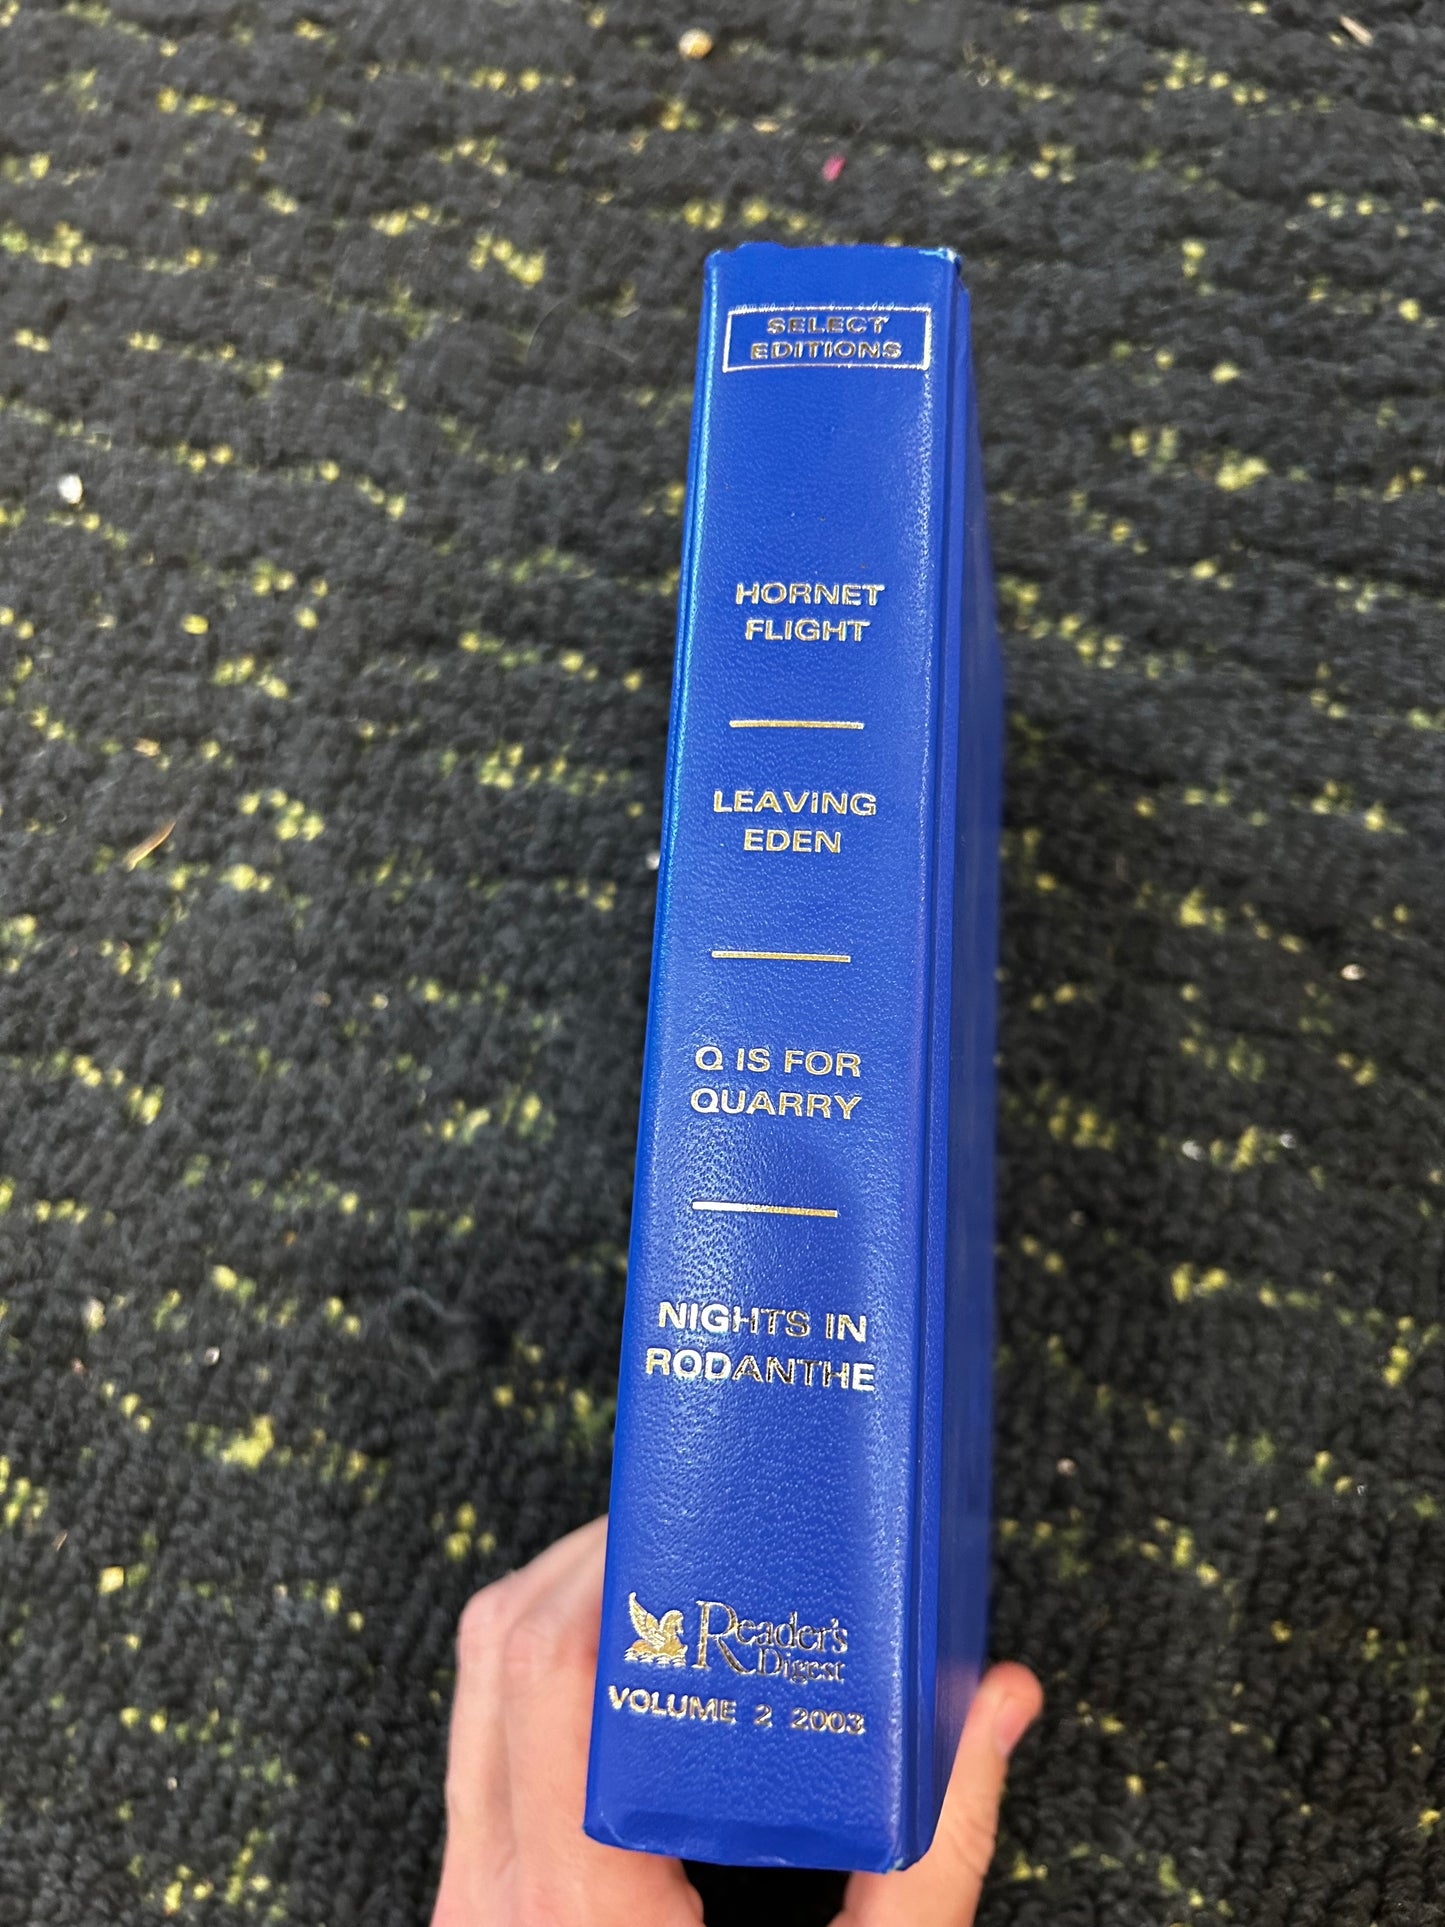 SELECT
EDITIONS
HORNET
FLIGHT
LEAVING
EDEN
Q IS FOR
QUARRY
NIGHTS IN
RODANTHE
Reader's
Digest
VOLUME 2 2003